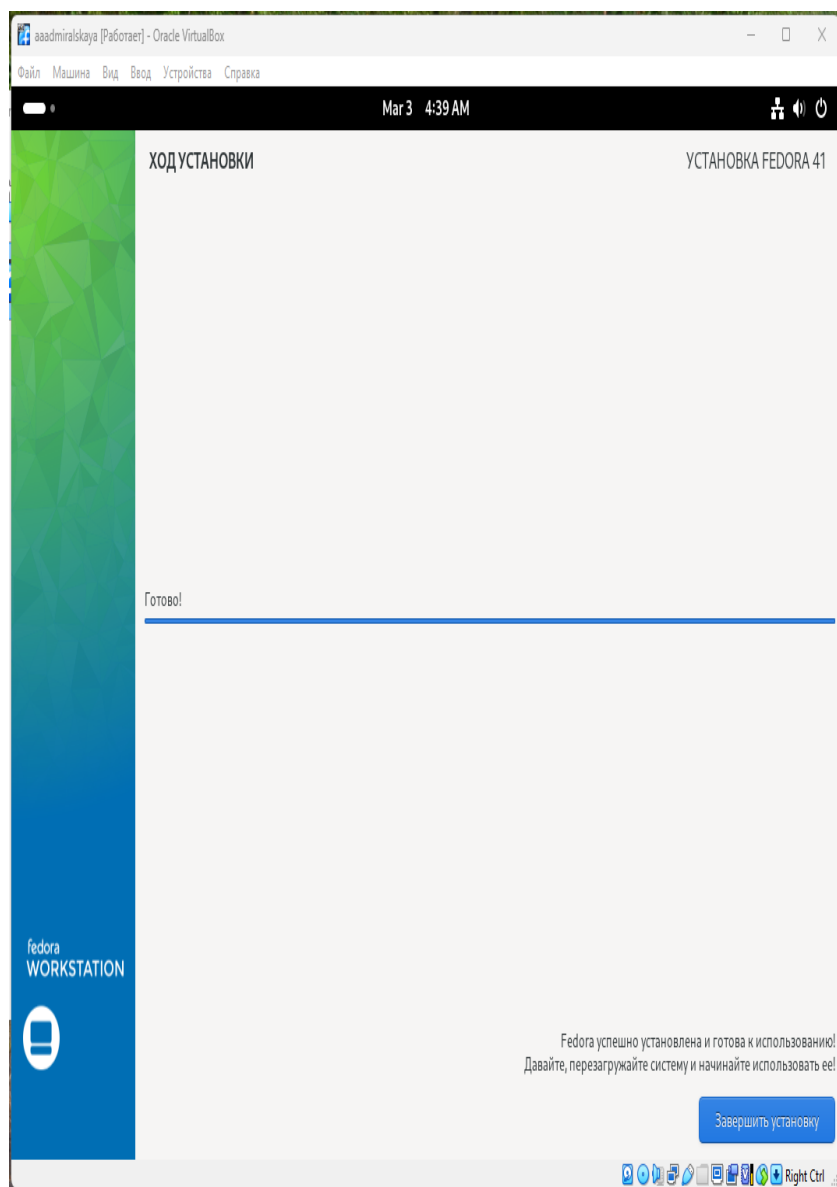 aaadmiralskaya [Работает] - Oracle VirtualBox
Файл Машина Вид Ввод Устройства Справка
Mar 3 4:39 AM
ХОД УСТАНОВКИ
УСТАНОВКА FEDORA 41
Готово!
fedora
WORKSTATION
Fedora успешно установлена и готова к использованию!
Давайте, перезагружайте систему и начинайте использовать ее!
Завершить установку
Right Ctrl